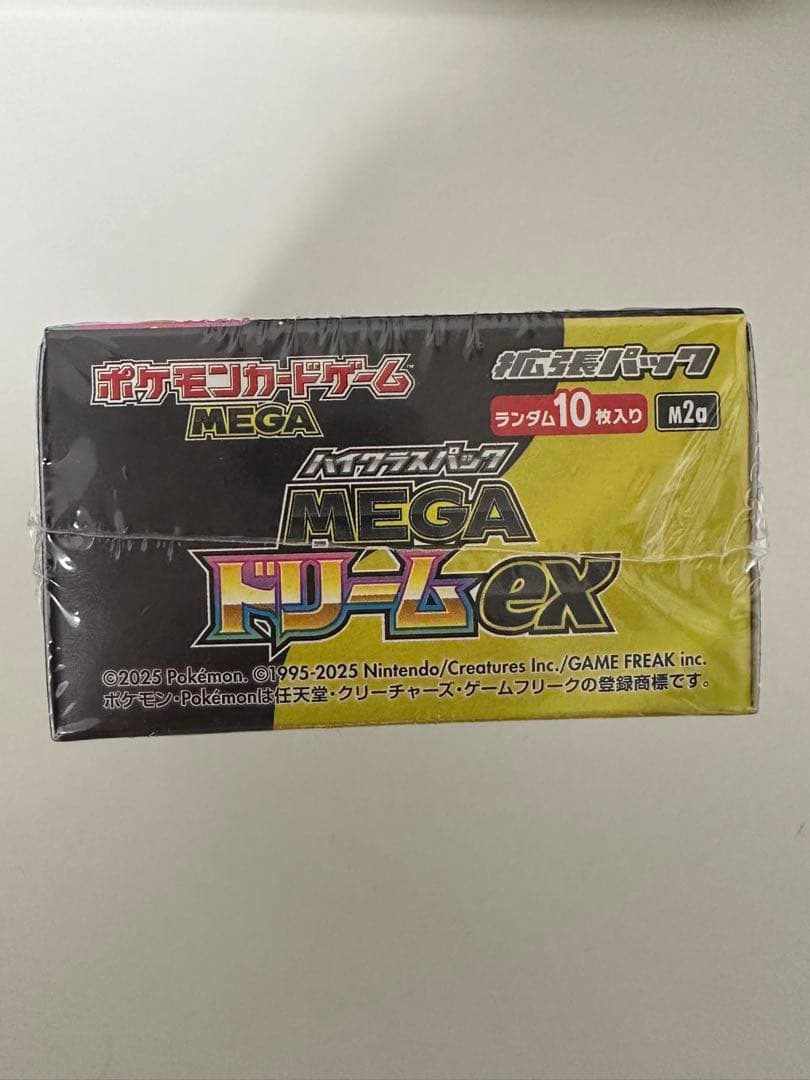 ポケモンカードゲーム
MEGA
拡張パック
ランダム10枚入り M2a
ハイクラスパック
MEGA
ドリームex
©2025 Pokémon. ©1995-2025 Nintendo/Creatures Inc./GAME FREAK inc.
ポケモン・Pokémonは任天堂・クリーチャーズ・ゲームフリークの登録商標です。